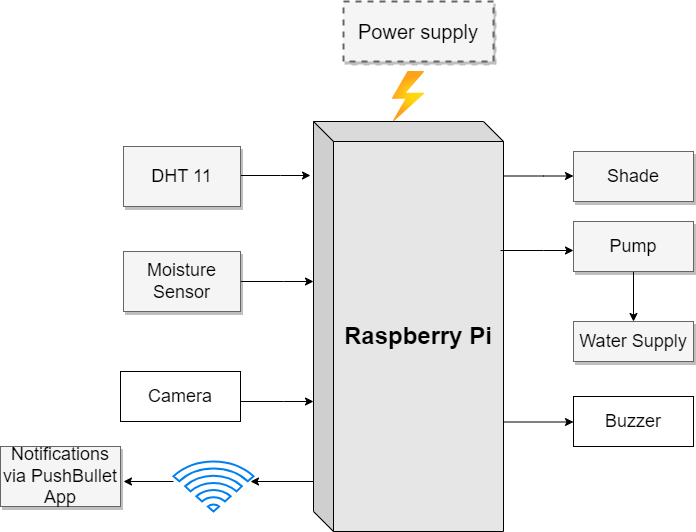 Power supply
DHT 11
Shade
Moisture
Sensor
Pump
Raspberry Pi
Water Supply
Camera
Buzzer
Notifications
via PushBullet
App